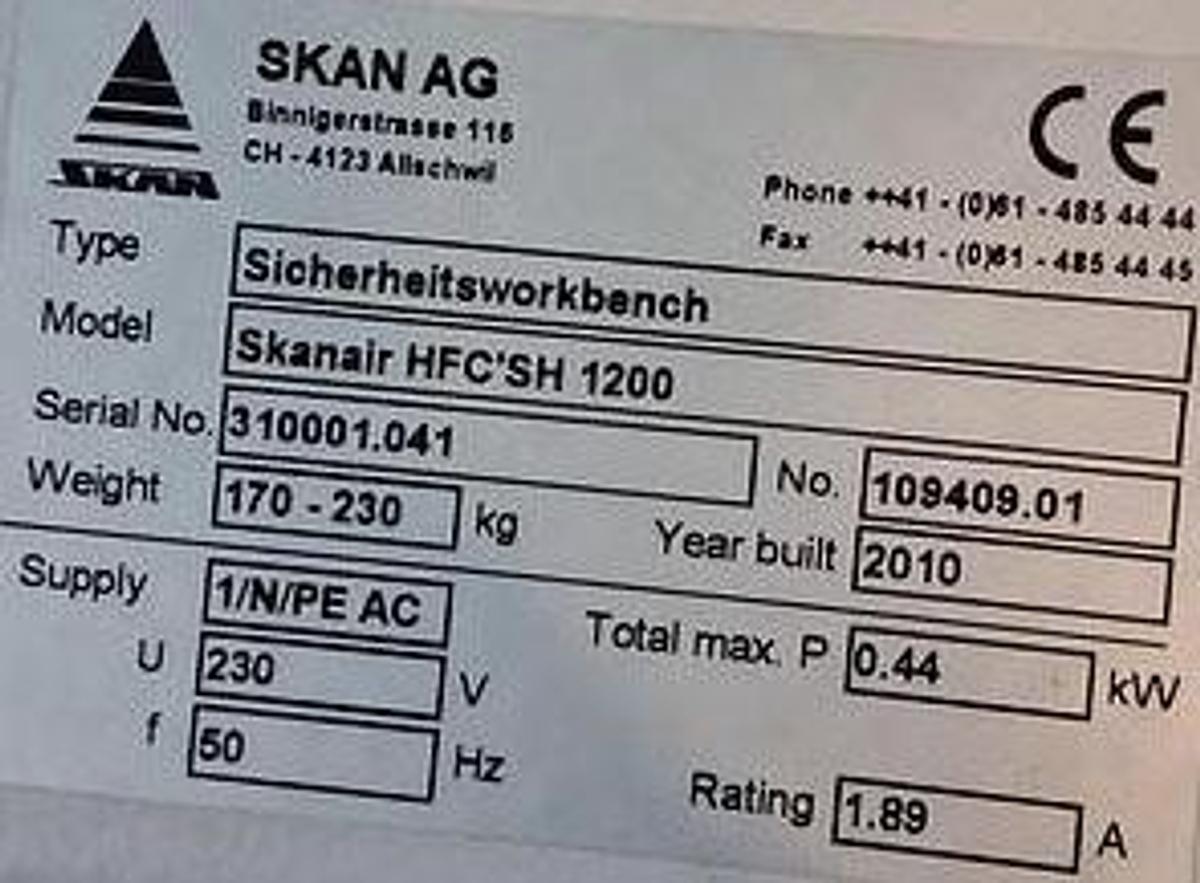 SKAN AG
Binnigerstrasse 116
CH - 4123 Allschwil
SKAN
CE
Phone ++41 - (0)61 - 485 44 44
Fax ++41 - (0)61 - 485 44 45
Type Sicherheitsworkbench
Model Skanair HFC'SH 1200
Serial No. 310001.041 No. 109409.01
Weight 170 - 230 kg Year built 2010
Supply 1/N/PE AC Total max. P 0.44 kW
U 230 V
f 50 Hz Rating 1.89 A